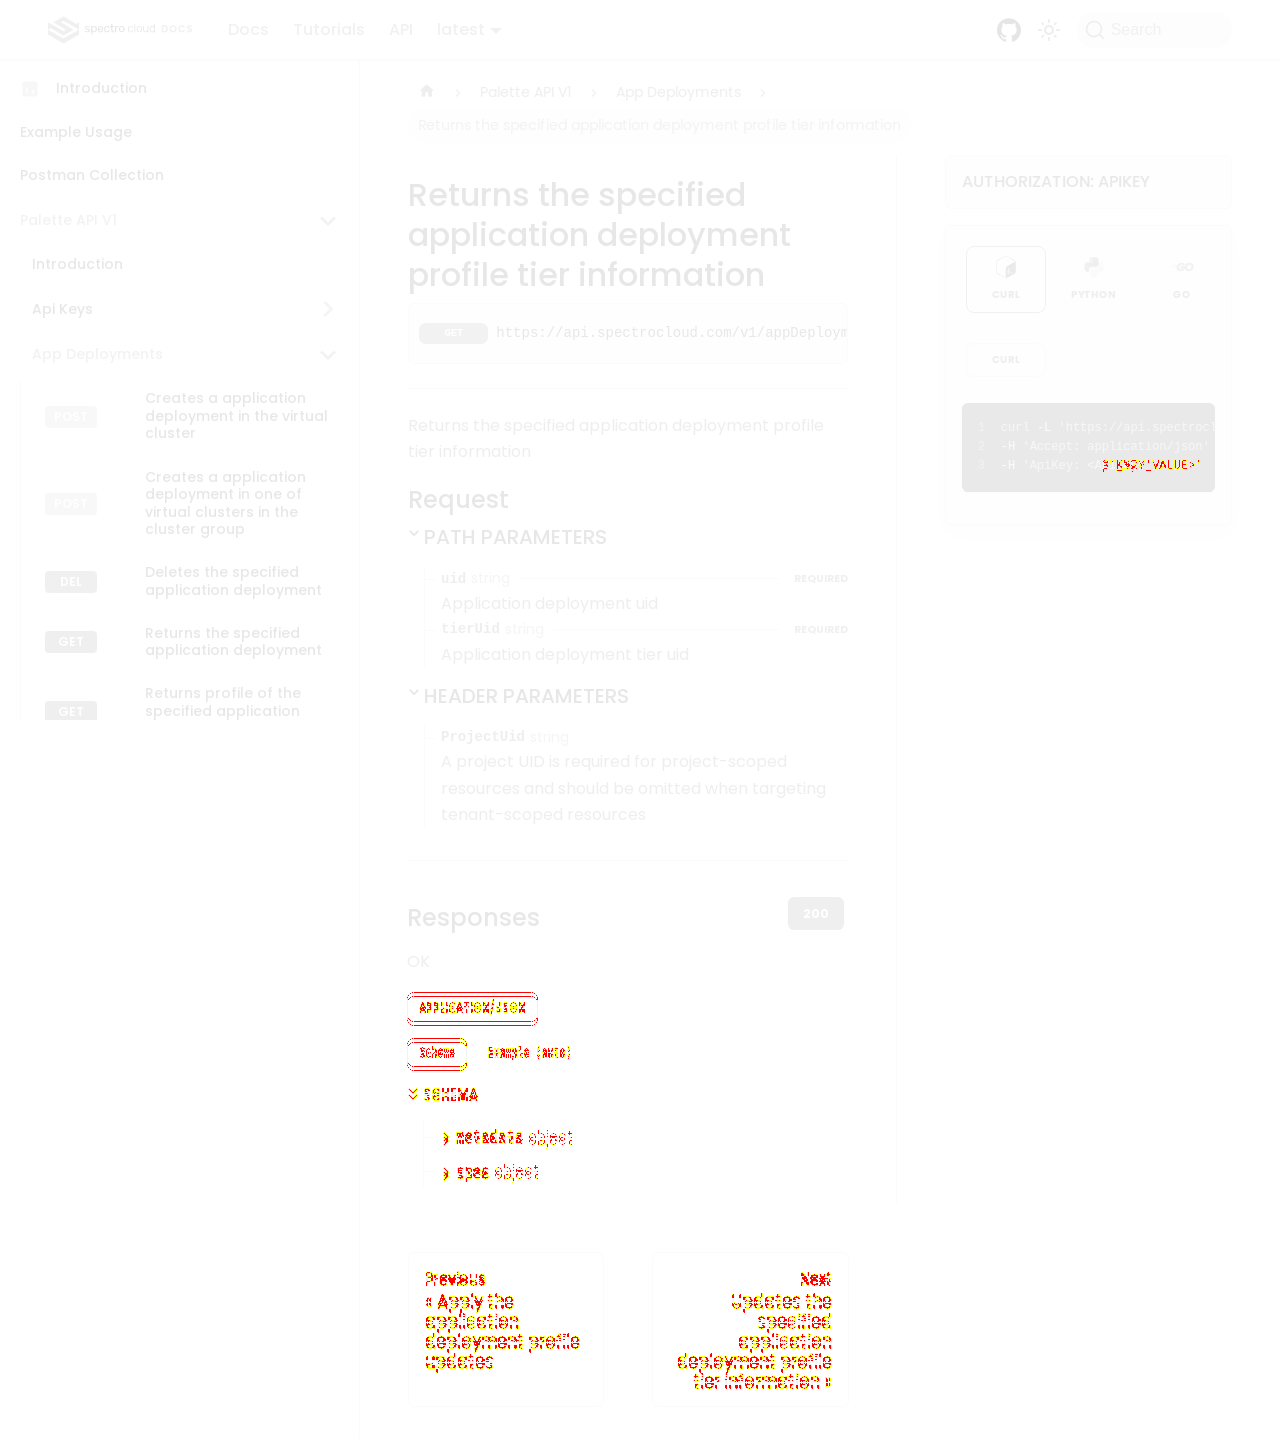 spectro cloud DOCS
Docs Tutorials API latest
Search
Introduction
Example Usage
Postman Collection
Palette API V1
Introduction
Api Keys
App Deployments
POST Creates a application
deployment in the virtual
cluster
POST Creates a application
deployment in one of
virtual clusters in the
cluster group
DEL Deletes the specified
application deployment
GET Returns the specified
application deployment
GET Returns profile of the
specified application
Palette API V1 App Deployments
Returns the specified application deployment profile tier information
Returns the specified
application deployment
profile tier information
GET https://api.spectrocloud.com/v1/appDeploym
Returns the specified application deployment profile
tier information
Request
PATH PARAMETERS
uid string REQUIRED
Application deployment uid
tierUid string REQUIRED
Application deployment tier uid
HEADER PARAMETERS
ProjectUid string
A project UID is required for project-scoped
resources and should be omitted when targeting
tenant-scoped resources
Responses 200
OK
APPLICATION/JSON
Schema Example (auto)
SCHEMA
metadata object
spec object
Previous
« Apply the
application
deployment profile
updates
Next
Updates the
specified
application
deployment profile
tier information »
AUTHORIZATION: APIKEY
CURL PYTHON GO
CURL
1 curl -L 'https://api.spectrocl
2 -H 'Accept: application/json'
3 -H 'ApiKey: VALUE>'